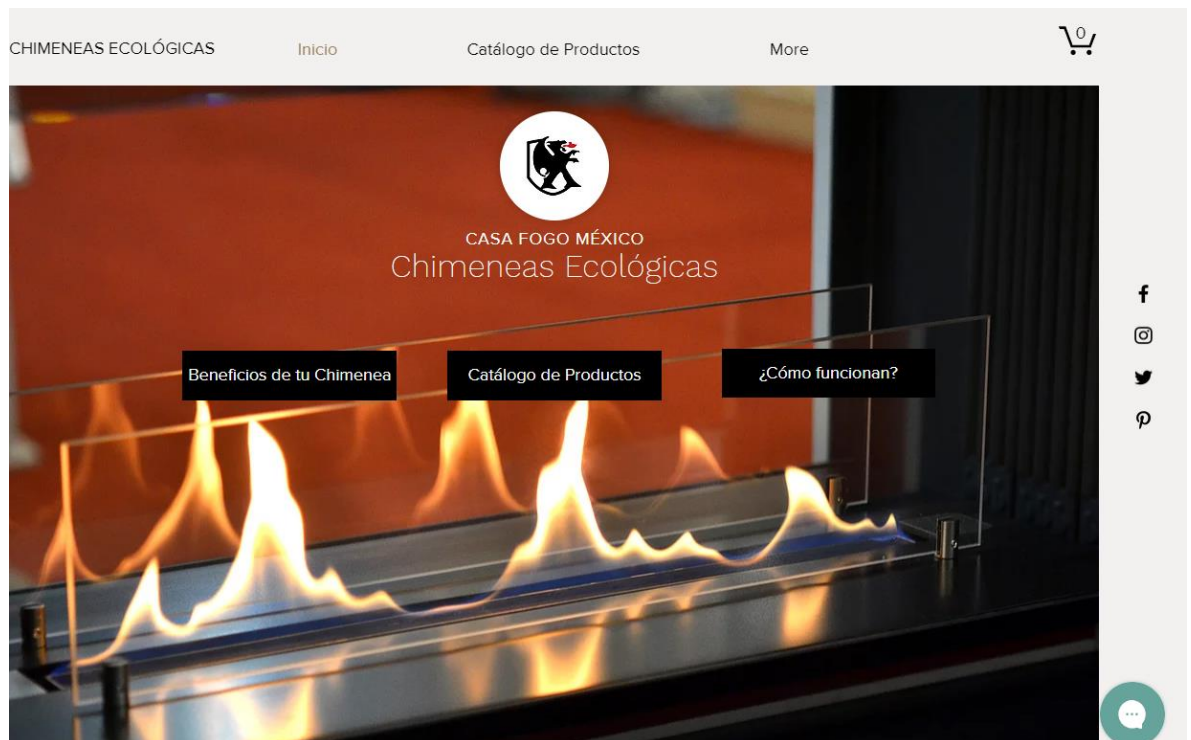 CHIMENEAS ECOLÓGICAS
Inicio
Catálogo de Productos
More
0
CASA FOGO MÉXICO
Chimeneas Ecológicas
Beneficios de tu Chimenea
Catálogo de Productos
¿Cómo funcionan?